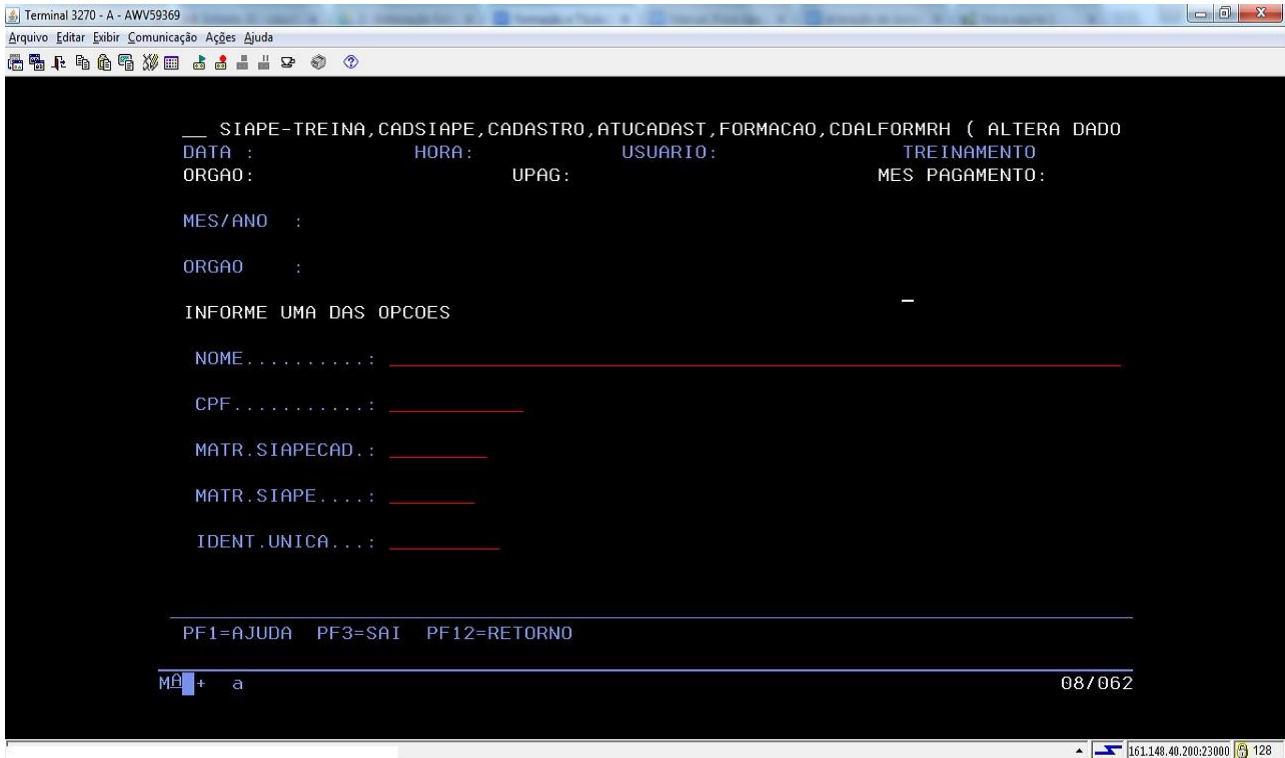 Terminal 3270 - A - AWV59369
Arquivo Editar Exibir Comunicação Ações Ajuda
__ SIAPE-TREINA,CADSIAPE,CADASTRO,ATUCADAST,FORMACAO,CDALFORMRH ( ALTERA DADO
DATA : HORA: USUARIO: TREINAMENTO
ORGAO: UPAG: MES PAGAMENTO:
MES/ANO :
ORGAO :
INFORME UMA DAS OPCOES
NOME..........:
CPF...........:
MATR.SIAPECAD.:
MATR.SIAPE....:
IDENT.UNICA...:
PF1=AJUDA PF3=SAI PF12=RETORNO
MA + a 08/062
161.148.40.200:23000 128